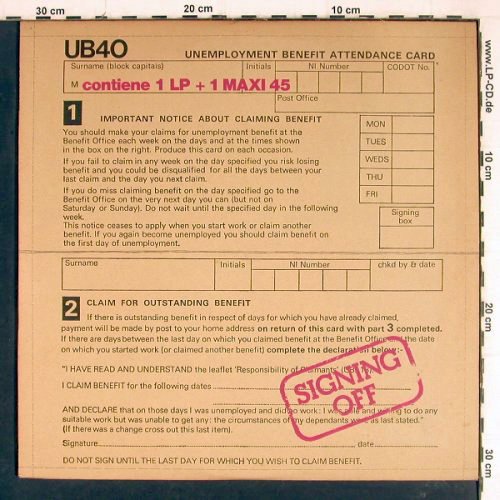 30 cm 20 cm 10 cm
www.LP-CD.de
UB40 UNEMPLOYMENT BENEFIT ATTENDANCE CARD
Surname (block capitals) Initials NI Number CODOT No.
M contiene 1 LP + 1 MAXI 45
Post Office
1 IMPORTANT NOTICE ABOUT CLAIMING BENEFIT
You should make your claims for unemployment benefit at the
Benefit Office each week on the days and at the times shown
in the box on the right. Produce this card on each occasion.
If you fail to claim in any week on the day specified you risk losing
benefit and you could be disqualified for all the days between your
last claim and the day you next claim.
If you do miss claiming benefit on the day specified go to the
Benefit Office on the very next day you can (but not on
Saturday or Sunday). Do not wait until the specified day in the following
week.
This notice ceases to apply when you start work or claim another
benefit. If you again become unemployed you should claim benefit on
the first day of unemployment.
MON
TUES
WEDS
THU
FRI
Signing
box
10 cm
Surname Initials NI Number chkd by & date
2 CLAIM FOR OUTSTANDING BENEFIT
If there is outstanding benefit in respect of days for which you have already claimed,
payment will be made by post to your home address on return of this card with part 3 completed.
If there are days between the last day on which you claimed benefit at the Benefit Office and the date
on which you started work (or claimed another benefit) complete the declaration below:-
"I HAVE READ AND UNDERSTAND the leaflet 'Responsibility of Claimants'
I CLAIM BENEFIT for the following dates
SIGNING
OFF
AND DECLARE that on those days I was unemployed and did no work: I was able and willing to do any
suitable work but was unable to get any: the circumstances of my dependants were as last stated."
(if there was a change cross out this last item).
Signature date
DO NOT SIGN UNTIL THE LAST DAY FOR WHICH YOU WISH TO CLAIM BENEFIT.
20 cm
30 cm